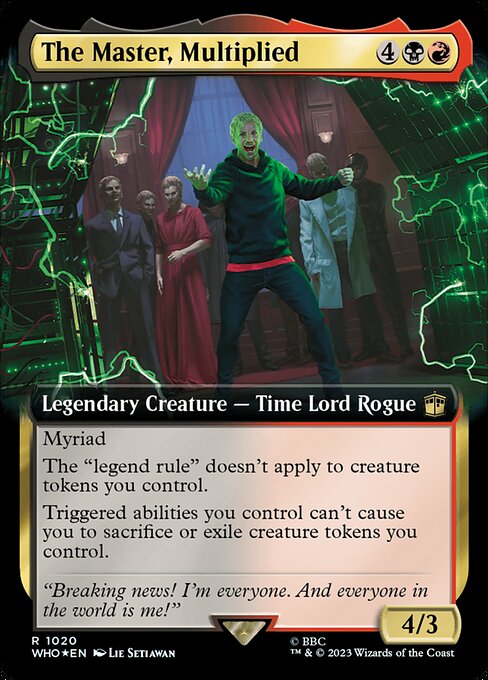 The Master, Multiplied 4
Legendary Creature — Time Lord Rogue
Myriad
The “legend rule” doesn’t apply to creature
tokens you control.
Triggered abilities you control can’t cause
you to sacrifice or exile creature tokens you
control.
“Breaking news! I’m everyone. And everyone in
the world is me!”
4/3
R 1020
WHO★EN Lie Setiawan
© BBC
™ & © 2023 Wizards of the Coast